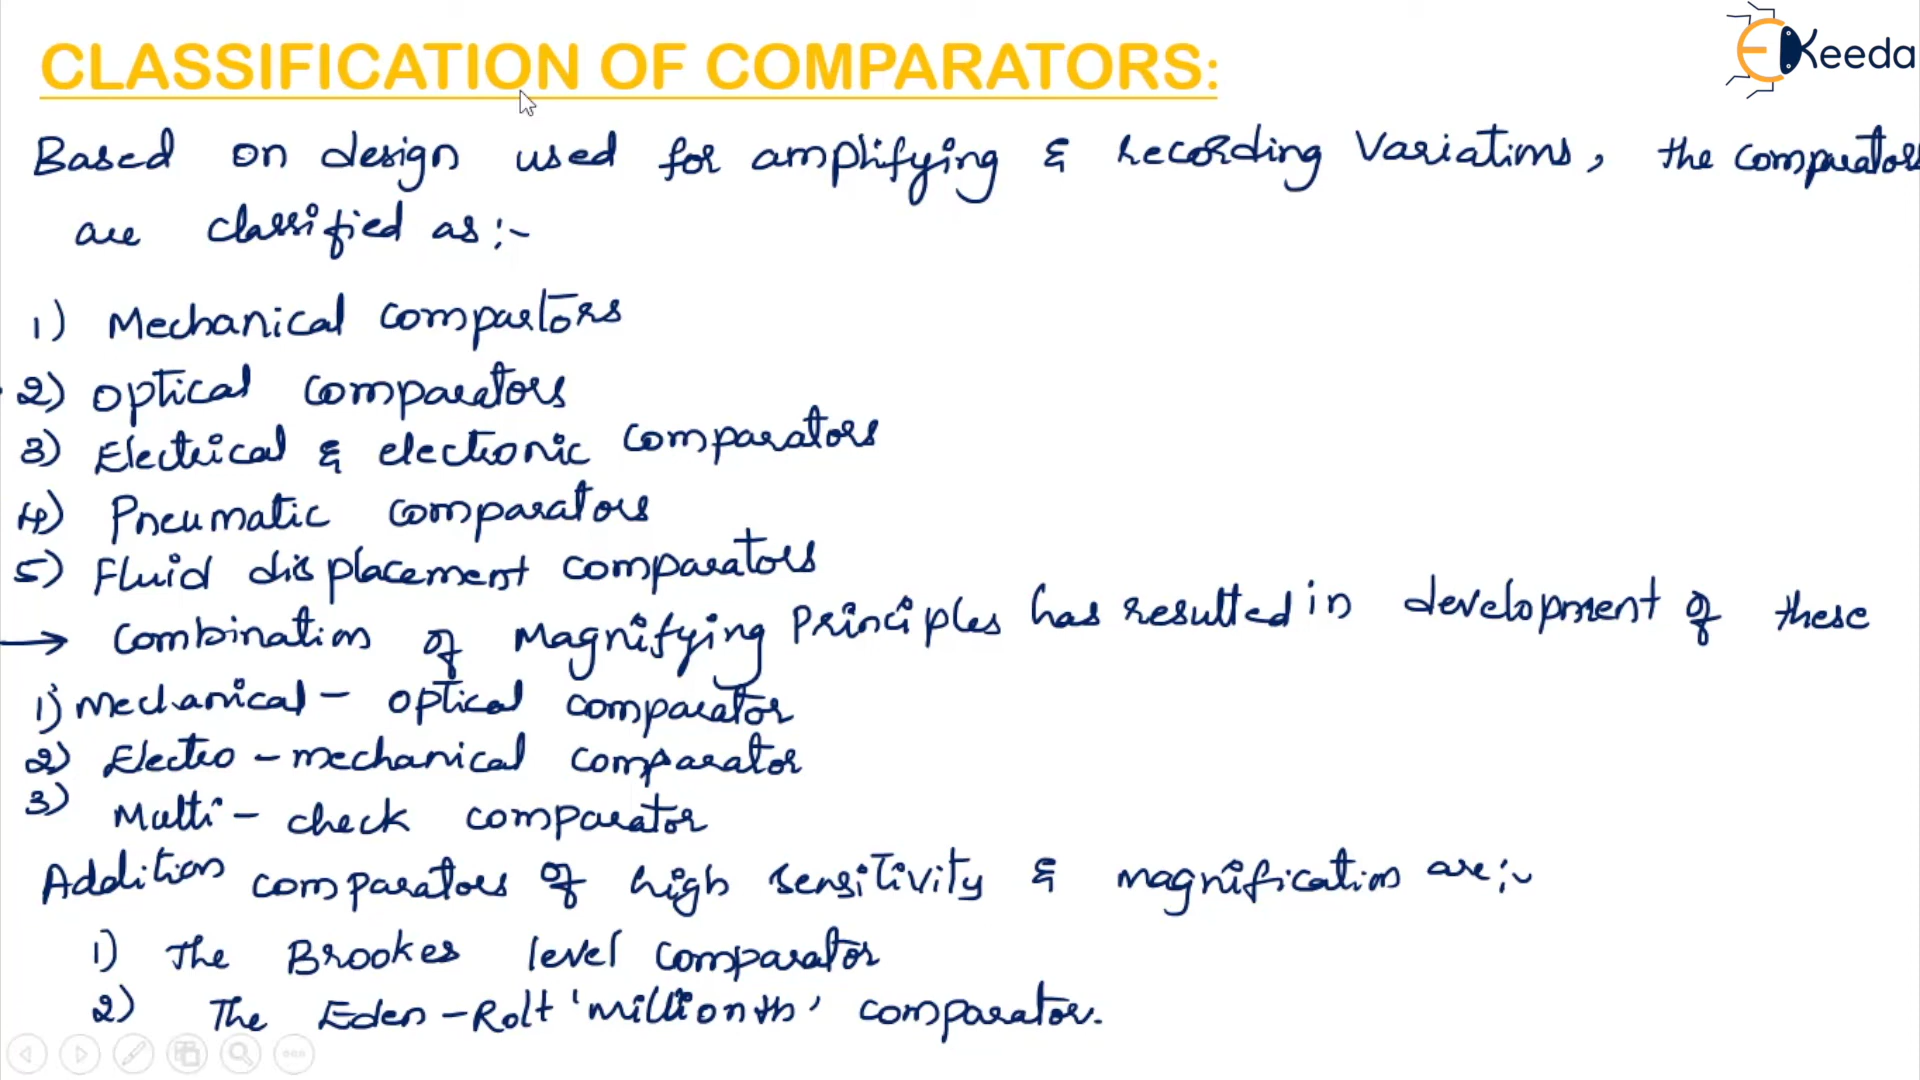 CLASSIFICATION OF COMPARATORS:
EKeeda
Based on design used for amplifying & recording variations, the comparators
are classified as:-
1) Mechanical compartors
2) Optical comparators
3) Electrical & electronic comparators
4) Pneumatic comparators
5) Fluid displacement comparators
→ Combination of Magnifying Principles has resulted in development of these
1) Mechanical - optical comparator
2) Electro - mechanical comparator
3) Multi - check comparator
Addition comparators of high sensitivity & magnification are:-
1) The Brookes level comparator
2) The Eden-Rolt 'millionth' comparator.